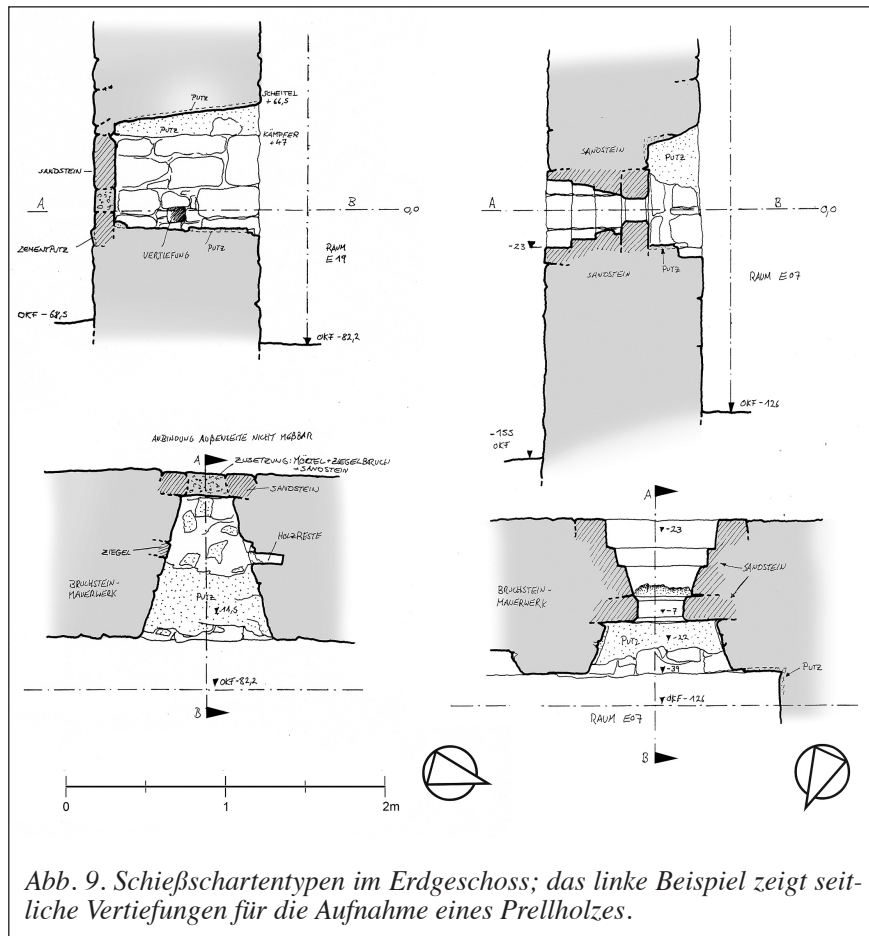 PUTZ
SCHEITEL
+66,5
PUTZ
KÄMPFER
+47
SANDSTEIN
A
B
0,0
ZEMENTPUTZ
VERTIEFUNG
PUTZ
RAUM
E19
OKF-68,5
OKF-82,2
SANDSTEIN
PUTZ
A
B
0,0
-23
PUTZ
RAUM E07
SANDSTEIN
OKF-126
-155
OKF
ANBINDUNG AUßENSEITE NICHT MEßBAR
A
ZUSETZUNG: MÖRTEL+ZIEGELBRUCH
+SANDSTEIN
SANDSTEIN
HOLZRESTE
ZIEGEL
BRUCHSTEIN-
MAUERWERK
PUTZ
OKF-82,2
B
A
-23
SANDSTEIN
BRUCHSTEIN-
MAUERWERK
-7
PUTZ
-22
-39
PUTZ
OKF-126
RAUM E07
B
0
1
2m
Abb. 9. Schießschartentypen im Erdgeschoss; das linke Beispiel zeigt seit-
liche Vertiefungen für die Aufnahme eines Prellholzes.